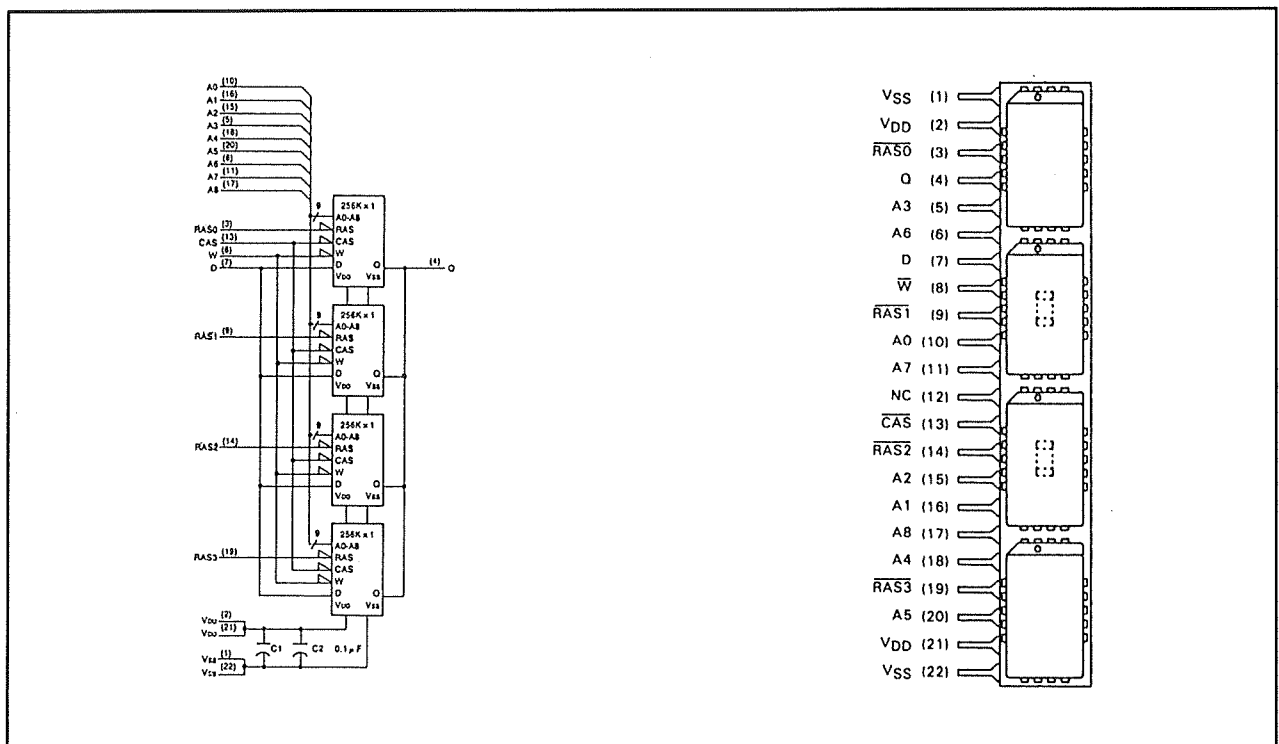 A0 (10)
A1 (16)
A2 (15)
A3 (5)
A4 (18)
A5 (20)
A6 (6)
A7 (11)
A8 (17)
256K x 1
9
A0-A8
RAS0 (3) RAS
CAS (13) CAS
W (8) W
D (7) D Q (4) Q
VDD VSS
256K x 1
9
A0-A8
RAS1 (9) RAS
CAS
W
D Q
VDD VSS
256K x 1
9
A0-A8
RAS2 (14) RAS
CAS
W
D Q
VDD VSS
256K x 1
9
A0-A8
RAS3 (19) RAS
CAS
W
D Q
VDD VSS
VDD (2)
VDD (21)
C1 C2 0.1 µF
VSS (1)
VSS (22)
VSS (1)
VDD (2)
R̅A̅S̅0̅ (3)
Q (4)
A3 (5)
A6 (6)
D (7)
W̅ (8)
R̅A̅S̅1̅ (9)
A0 (10)
A7 (11)
NC (12)
C̅A̅S̅ (13)
R̅A̅S̅2̅ (14)
A2 (15)
A1 (16)
A8 (17)
A4 (18)
R̅A̅S̅3̅ (19)
A5 (20)
VDD (21)
VSS (22)